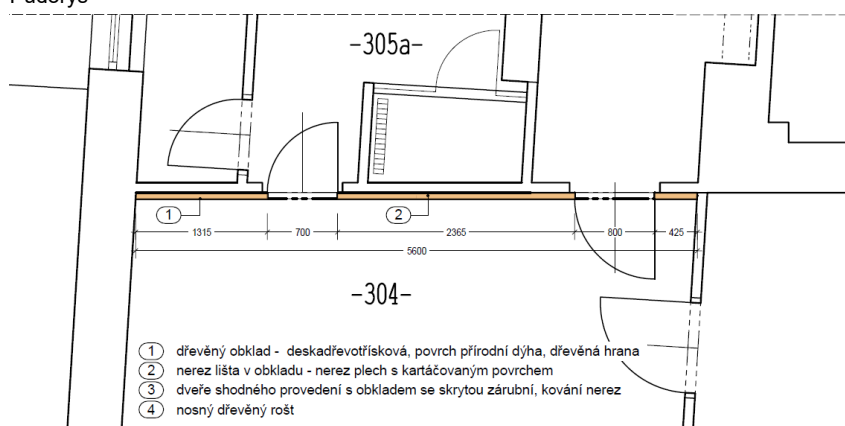 Půdorys
-305a-
1
2
1315
700
2365
800
425
5600
-304-
1 dřevěný obklad - deskadřevotřísková, povrch přírodní dýha, dřevěná hrana
2 nerez lišta v obkladu - nerez plech s kartáčovaným povrchem
3 dveře shodného provedení s obkladem se skrytou zárubní, kování nerez
4 nosný dřevěný rošt